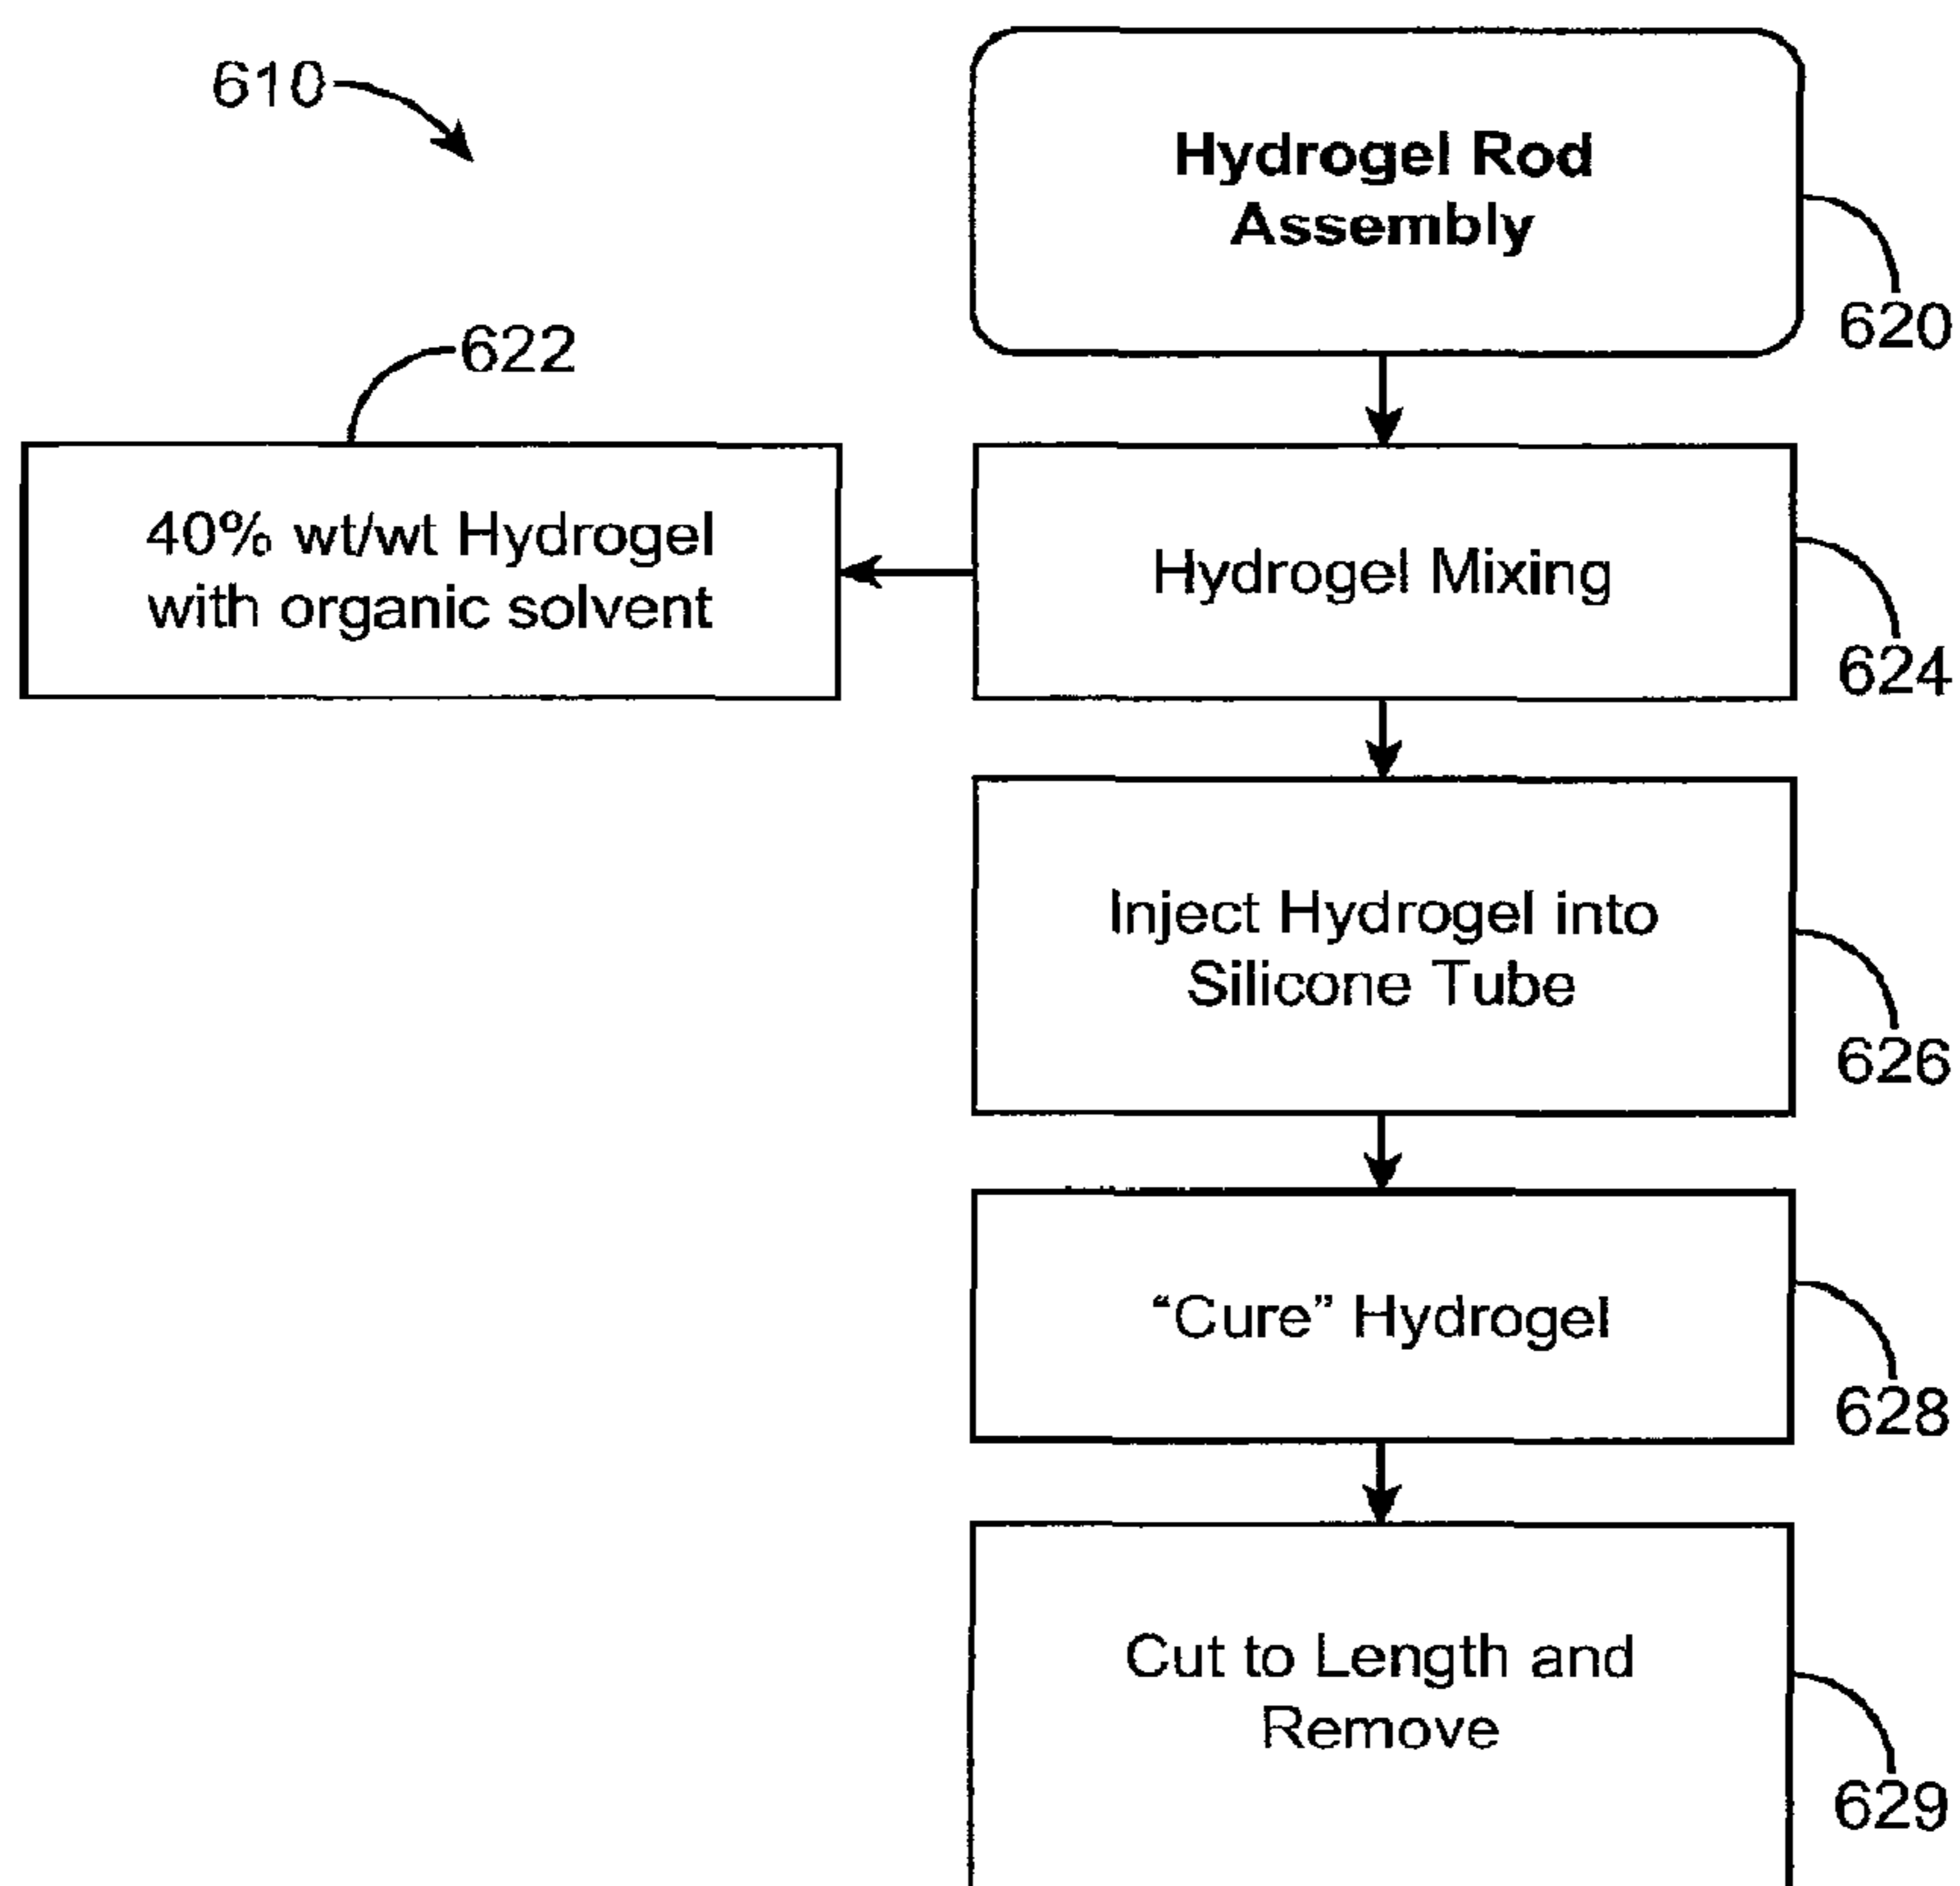 610
Hydrogel Rod
Assembly
620
622
40% wt/wt Hydrogel
with organic solvent
Hydrogel Mixing
624
Inject Hydrogel into
Silicone Tube
626
“Cure” Hydrogel
628
Cut to Length and
Remove
629